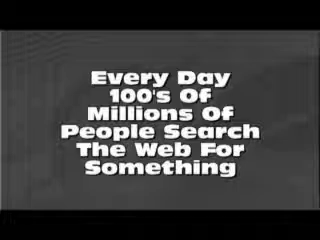 Every Day
100's Of
Millions Of
People Search
The Web For
Something